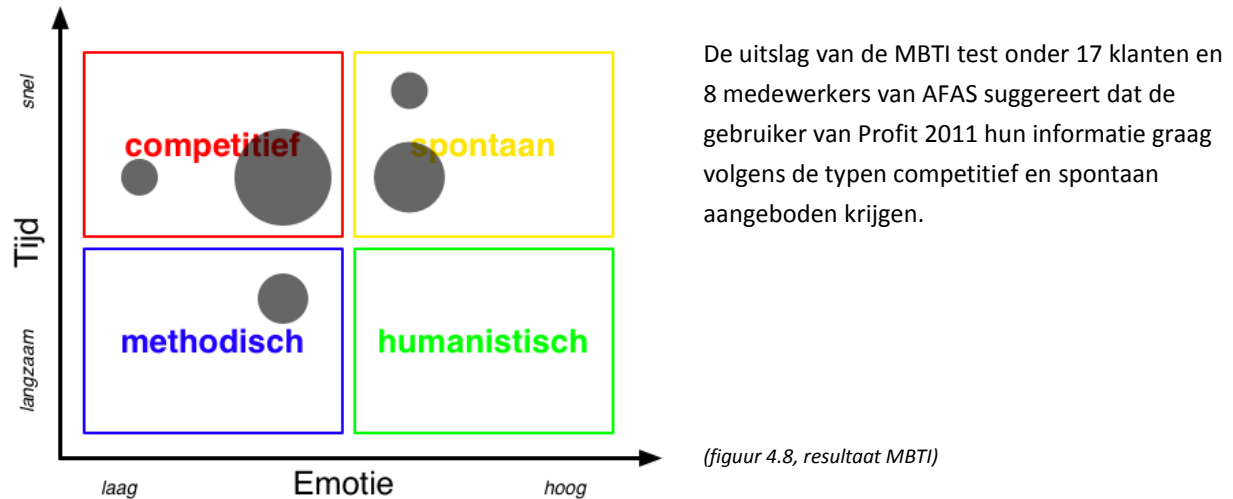 snel
competitief
spontaan
Tijd
methodisch
humanistisch
langzaam
laag
Emotie
hoog
De uitslag van de MBTI test onder 17 klanten en
8 medewerkers van AFAS suggereert dat de
gebruiker van Profit 2011 hun informatie graag
volgens de typen competitief en spontaan
aangeboden krijgen.
(figuur 4.8, resultaat MBTI)